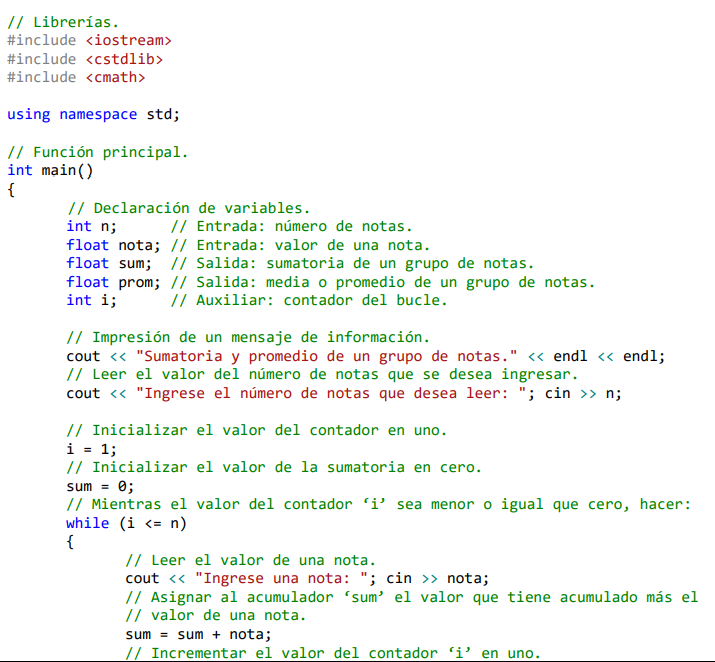 // Librerías.
#include <iostream>
#include <cstdlib>
#include <cmath>
using namespace std;
// Función principal.
int main()
{
// Declaración de variables.
int n; // Entrada: número de notas.
float nota; // Entrada: valor de una nota.
float sum; // Salida: sumatoria de un grupo de notas.
float prom; // Salida: media o promedio de un grupo de notas.
int i; // Auxiliar: contador del bucle.
// Impresión de un mensaje de información.
cout << "Sumatoria y promedio de un grupo de notas." << endl << endl;
// Leer el valor del número de notas que se desea ingresar.
cout << "Ingrese el número de notas que desea leer: "; cin >> n;
// Inicializar el valor del contador en uno.
i = 1;
// Inicializar el valor de la sumatoria en cero.
sum = 0;
// Mientras el valor del contador ‘i’ sea menor o igual que cero, hacer:
while (i <= n)
{
// Leer el valor de una nota.
cout << "Ingrese una nota: "; cin >> nota;
// Asignar al acumulador ‘sum’ el valor que tiene acumulado más el
// valor de una nota.
sum = sum + nota;
// Incrementar el valor del contador ‘i’ en uno.